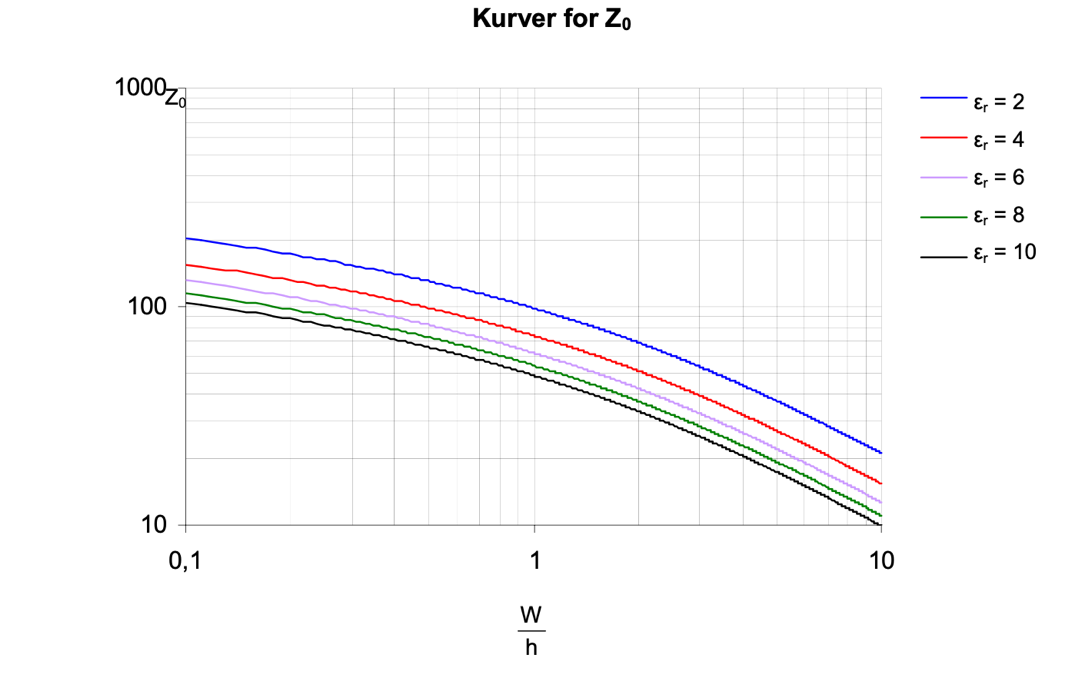 Kurver for Z₀
1000
Z₀
100
10
0,1
1
10
W
h
εᵣ = 2
εᵣ = 4
εᵣ = 6
εᵣ = 8
εᵣ = 10